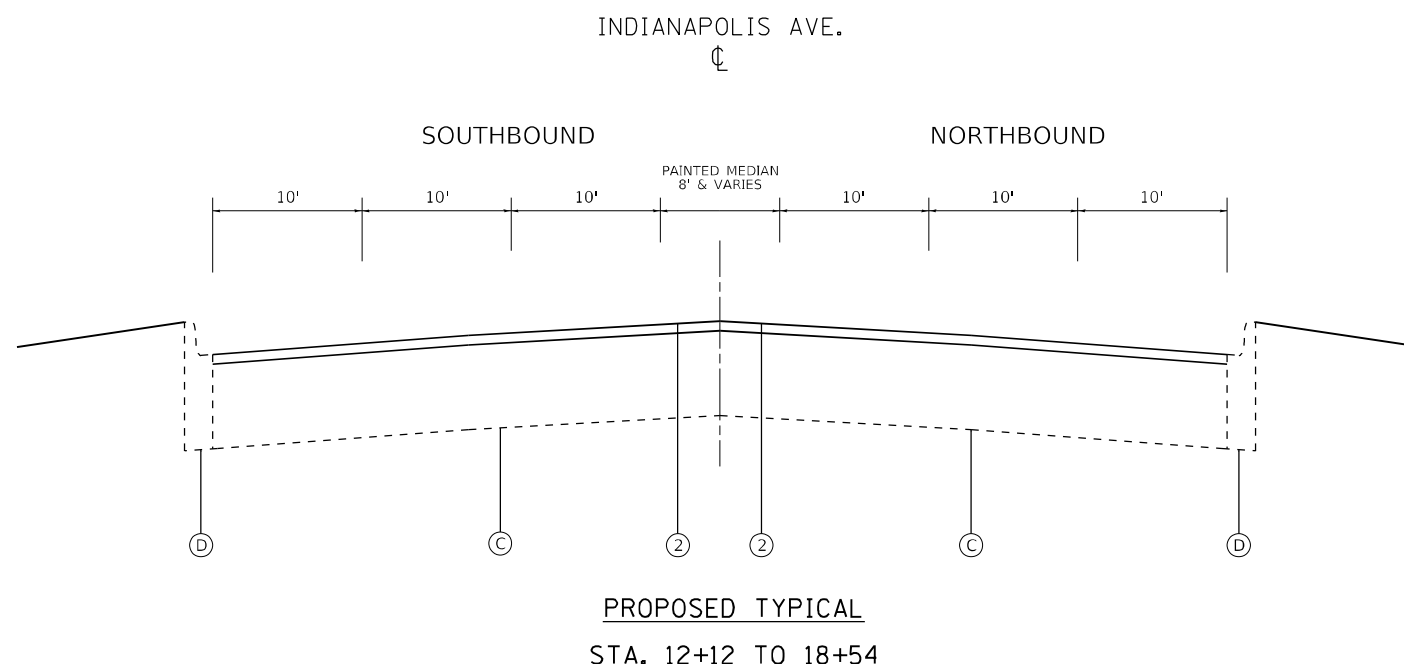 INDIANAPOLIS AVE.
℄
SOUTHBOUND
NORTHBOUND
PAINTED MEDIAN
8' & VARIES
10' 10' 10' 10' 10' 10'
D C 2 2 C D
PROPOSED TYPICAL
STA. 12+12 TO 18+54